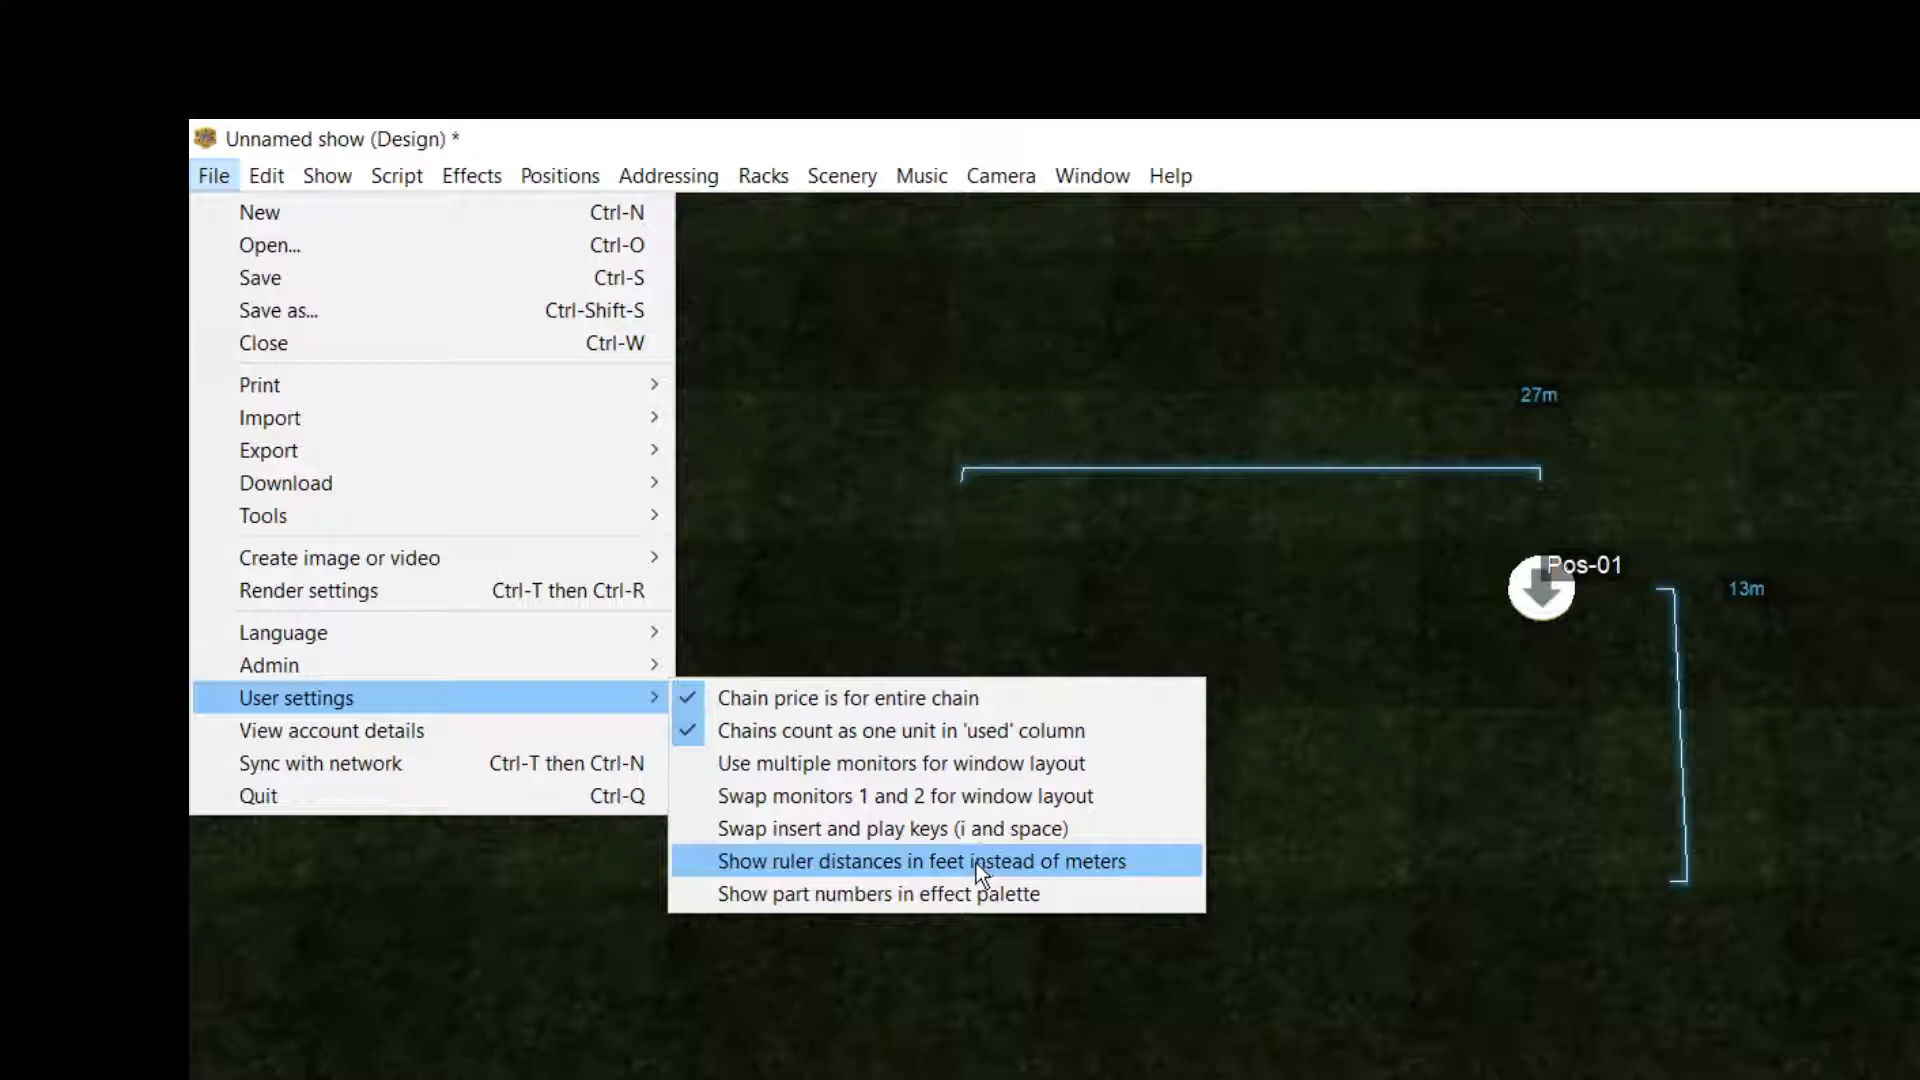 Unnamed show (Design) *
File Edit Show Script Effects Positions Addressing Racks Scenery Music Camera Window Help
New Ctrl-N
Open... Ctrl-O
Save Ctrl-S
Save as... Ctrl-Shift-S
Close Ctrl-W
Print
Import
Export
Download
Tools
Create image or video
Render settings Ctrl-T then Ctrl-R
Language
Admin
User settings
View account details
Sync with network Ctrl-T then Ctrl-N
Quit Ctrl-Q
Chain price is for entire chain
Chains count as one unit in 'used' column
Use multiple monitors for window layout
Swap monitors 1 and 2 for window layout
Swap insert and play keys (i and space)
Show ruler distances in feet instead of meters
Show part numbers in effect palette
27m
Pos-01
13m